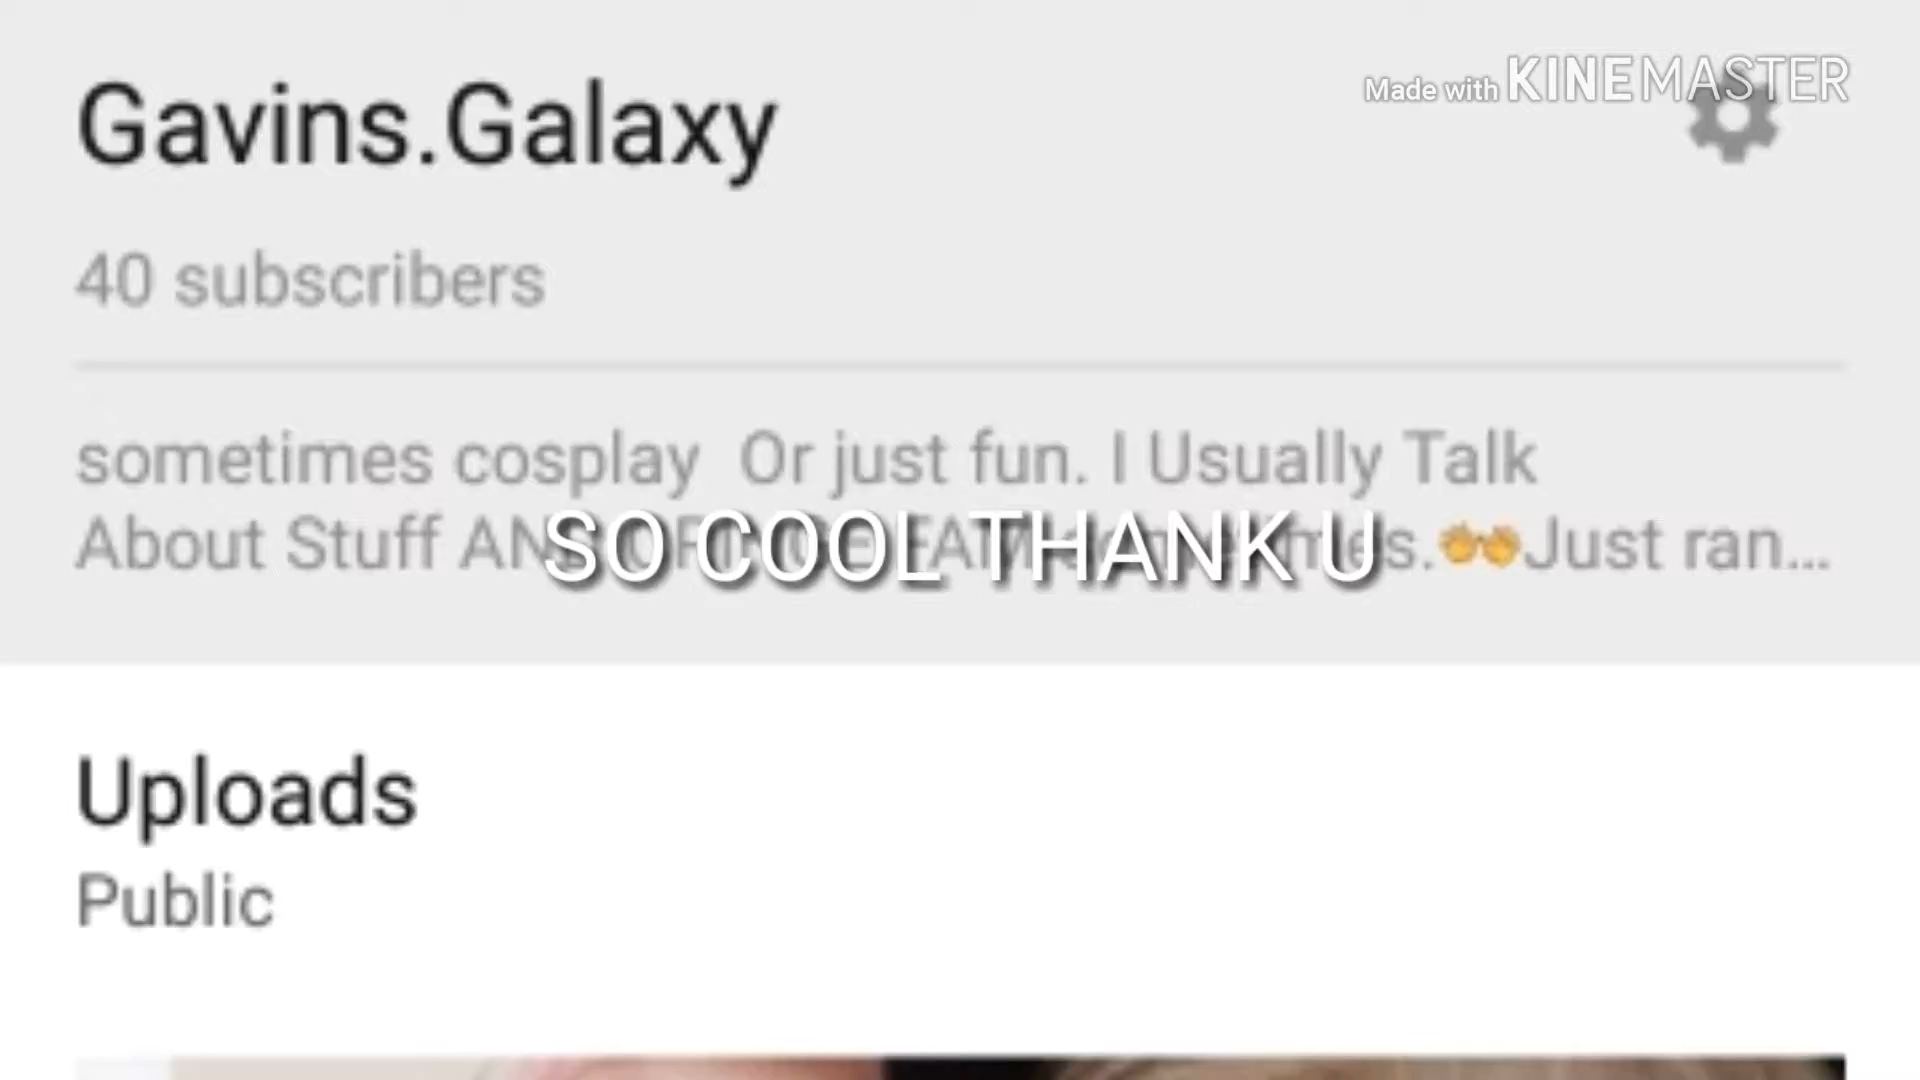 Made with KINEMASTER
Gavins.Galaxy
40 subscribers
sometimes cosplay Or just fun. I Usually Talk
About Stuff Just ran...
SO COOL THANK U
Uploads
Public